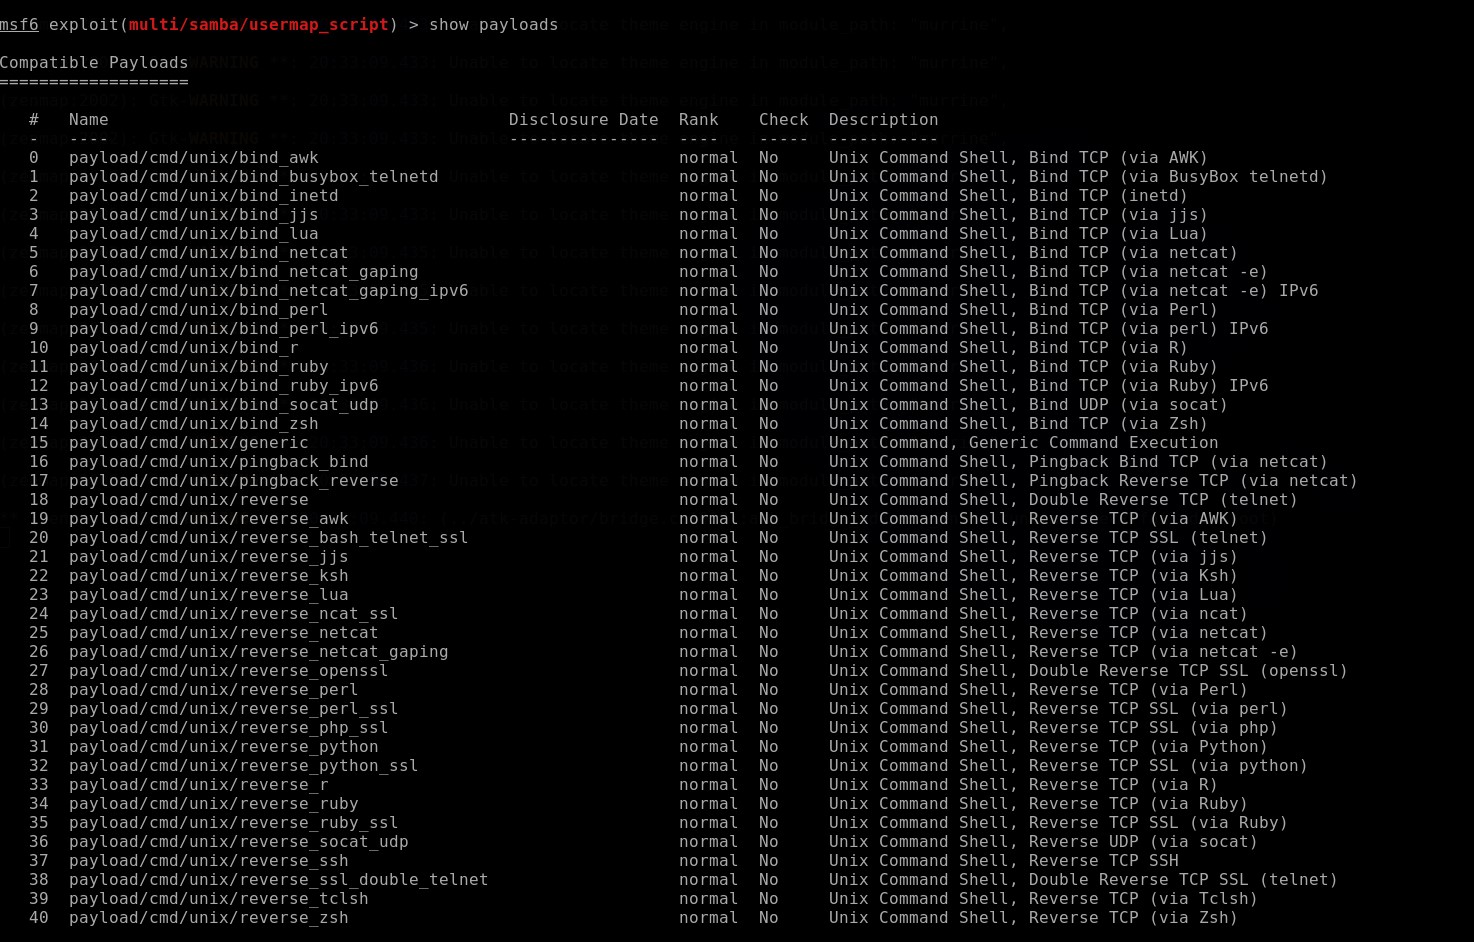 msf6 exploit(multi/samba/usermap_script) > show payloads
Compatible Payloads
===================
# Name Disclosure Date Rank Check Description
- ---- --------------- ---- ----- -----------
0 payload/cmd/unix/bind_awk normal No Unix Command Shell, Bind TCP (via AWK)
1 payload/cmd/unix/bind_busybox_telnetd normal No Unix Command Shell, Bind TCP (via BusyBox telnetd)
2 payload/cmd/unix/bind_inetd normal No Unix Command Shell, Bind TCP (inetd)
3 payload/cmd/unix/bind_jjs normal No Unix Command Shell, Bind TCP (via jjs)
4 payload/cmd/unix/bind_lua normal No Unix Command Shell, Bind TCP (via Lua)
5 payload/cmd/unix/bind_netcat normal No Unix Command Shell, Bind TCP (via netcat)
6 payload/cmd/unix/bind_netcat_gaping normal No Unix Command Shell, Bind TCP (via netcat -e)
7 payload/cmd/unix/bind_netcat_gaping_ipv6 normal No Unix Command Shell, Bind TCP (via netcat -e) IPv6
8 payload/cmd/unix/bind_perl normal No Unix Command Shell, Bind TCP (via Perl)
9 payload/cmd/unix/bind_perl_ipv6 normal No Unix Command Shell, Bind TCP (via perl) IPv6
10 payload/cmd/unix/bind_r normal No Unix Command Shell, Bind TCP (via R)
11 payload/cmd/unix/bind_ruby normal No Unix Command Shell, Bind TCP (via Ruby)
12 payload/cmd/unix/bind_ruby_ipv6 normal No Unix Command Shell, Bind TCP (via Ruby) IPv6
13 payload/cmd/unix/bind_socat_udp normal No Unix Command Shell, Bind UDP (via socat)
14 payload/cmd/unix/bind_zsh normal No Unix Command Shell, Bind TCP (via Zsh)
15 payload/cmd/unix/generic normal No Unix Command, Generic Command Execution
16 payload/cmd/unix/pingback_bind normal No Unix Command Shell, Pingback Bind TCP (via netcat)
17 payload/cmd/unix/pingback_reverse normal No Unix Command Shell, Pingback Reverse TCP (via netcat)
18 payload/cmd/unix/reverse normal No Unix Command Shell, Double Reverse TCP (telnet)
19 payload/cmd/unix/reverse_awk normal No Unix Command Shell, Reverse TCP (via AWK)
20 payload/cmd/unix/reverse_bash_telnet_ssl normal No Unix Command Shell, Reverse TCP SSL (telnet)
21 payload/cmd/unix/reverse_jjs normal No Unix Command Shell, Reverse TCP (via jjs)
22 payload/cmd/unix/reverse_ksh normal No Unix Command Shell, Reverse TCP (via Ksh)
23 payload/cmd/unix/reverse_lua normal No Unix Command Shell, Reverse TCP (via Lua)
24 payload/cmd/unix/reverse_ncat_ssl normal No Unix Command Shell, Reverse TCP (via ncat)
25 payload/cmd/unix/reverse_netcat normal No Unix Command Shell, Reverse TCP (via netcat)
26 payload/cmd/unix/reverse_netcat_gaping normal No Unix Command Shell, Reverse TCP (via netcat -e)
27 payload/cmd/unix/reverse_openssl normal No Unix Command Shell, Double Reverse TCP SSL (openssl)
28 payload/cmd/unix/reverse_perl normal No Unix Command Shell, Reverse TCP (via Perl)
29 payload/cmd/unix/reverse_perl_ssl normal No Unix Command Shell, Reverse TCP SSL (via perl)
30 payload/cmd/unix/reverse_php_ssl normal No Unix Command Shell, Reverse TCP SSL (via php)
31 payload/cmd/unix/reverse_python normal No Unix Command Shell, Reverse TCP (via Python)
32 payload/cmd/unix/reverse_python_ssl normal No Unix Command Shell, Reverse TCP SSL (via python)
33 payload/cmd/unix/reverse_r normal No Unix Command Shell, Reverse TCP (via R)
34 payload/cmd/unix/reverse_ruby normal No Unix Command Shell, Reverse TCP (via Ruby)
35 payload/cmd/unix/reverse_ruby_ssl normal No Unix Command Shell, Reverse TCP SSL (via Ruby)
36 payload/cmd/unix/reverse_socat_udp normal No Unix Command Shell, Reverse UDP (via socat)
37 payload/cmd/unix/reverse_ssh normal No Unix Command Shell, Reverse TCP SSH
38 payload/cmd/unix/reverse_ssl_double_telnet normal No Unix Command Shell, Double Reverse TCP SSL (telnet)
39 payload/cmd/unix/reverse_tclsh normal No Unix Command Shell, Reverse TCP (via Tclsh)
40 payload/cmd/unix/reverse_zsh normal No Unix Command Shell, Reverse TCP (via Zsh)